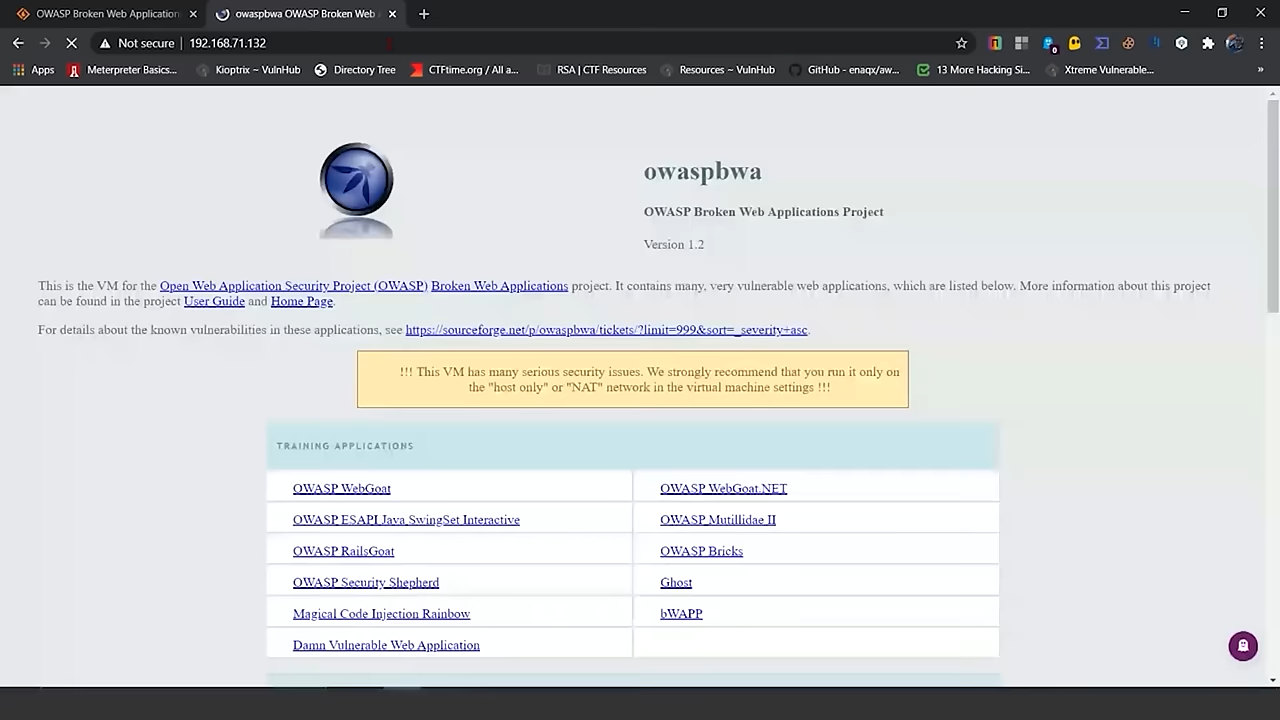 OWASP Broken Web Application
owaspbwa OWASP Broken Web
Not secure 192.168.71.132
Apps Meterpreter Basics... Kioptrix ~ VulnHub Directory Tree CTFtime.org / All a... RSA | CTF Resources Resources ~ VulnHub GitHub - enaqx/aw... 13 More Hacking Si... Xtreme Vulnerable... »
owaspbwa
OWASP Broken Web Applications Project
Version 1.2
This is the VM for the Open Web Application Security Project (OWASP) Broken Web Applications project. It contains many, very vulnerable web applications, which are listed below. More information about this project
can be found in the project User Guide and Home Page.
For details about the known vulnerabilities in these applications, see https://sourceforge.net/p/owaspbwa/tickets/?limit=999&sort=_severity+asc.
!!! This VM has many serious security issues. We strongly recommend that you run it only on
the "host only" or "NAT" network in the virtual machine settings !!!
TRAINING APPLICATIONS
OWASP WebGoat OWASP WebGoat.NET
OWASP ESAPI Java SwingSet Interactive OWASP Mutillidae II
OWASP RailsGoat OWASP Bricks
OWASP Security Shepherd Ghost
Magical Code Injection Rainbow bWAPP
Damn Vulnerable Web Application